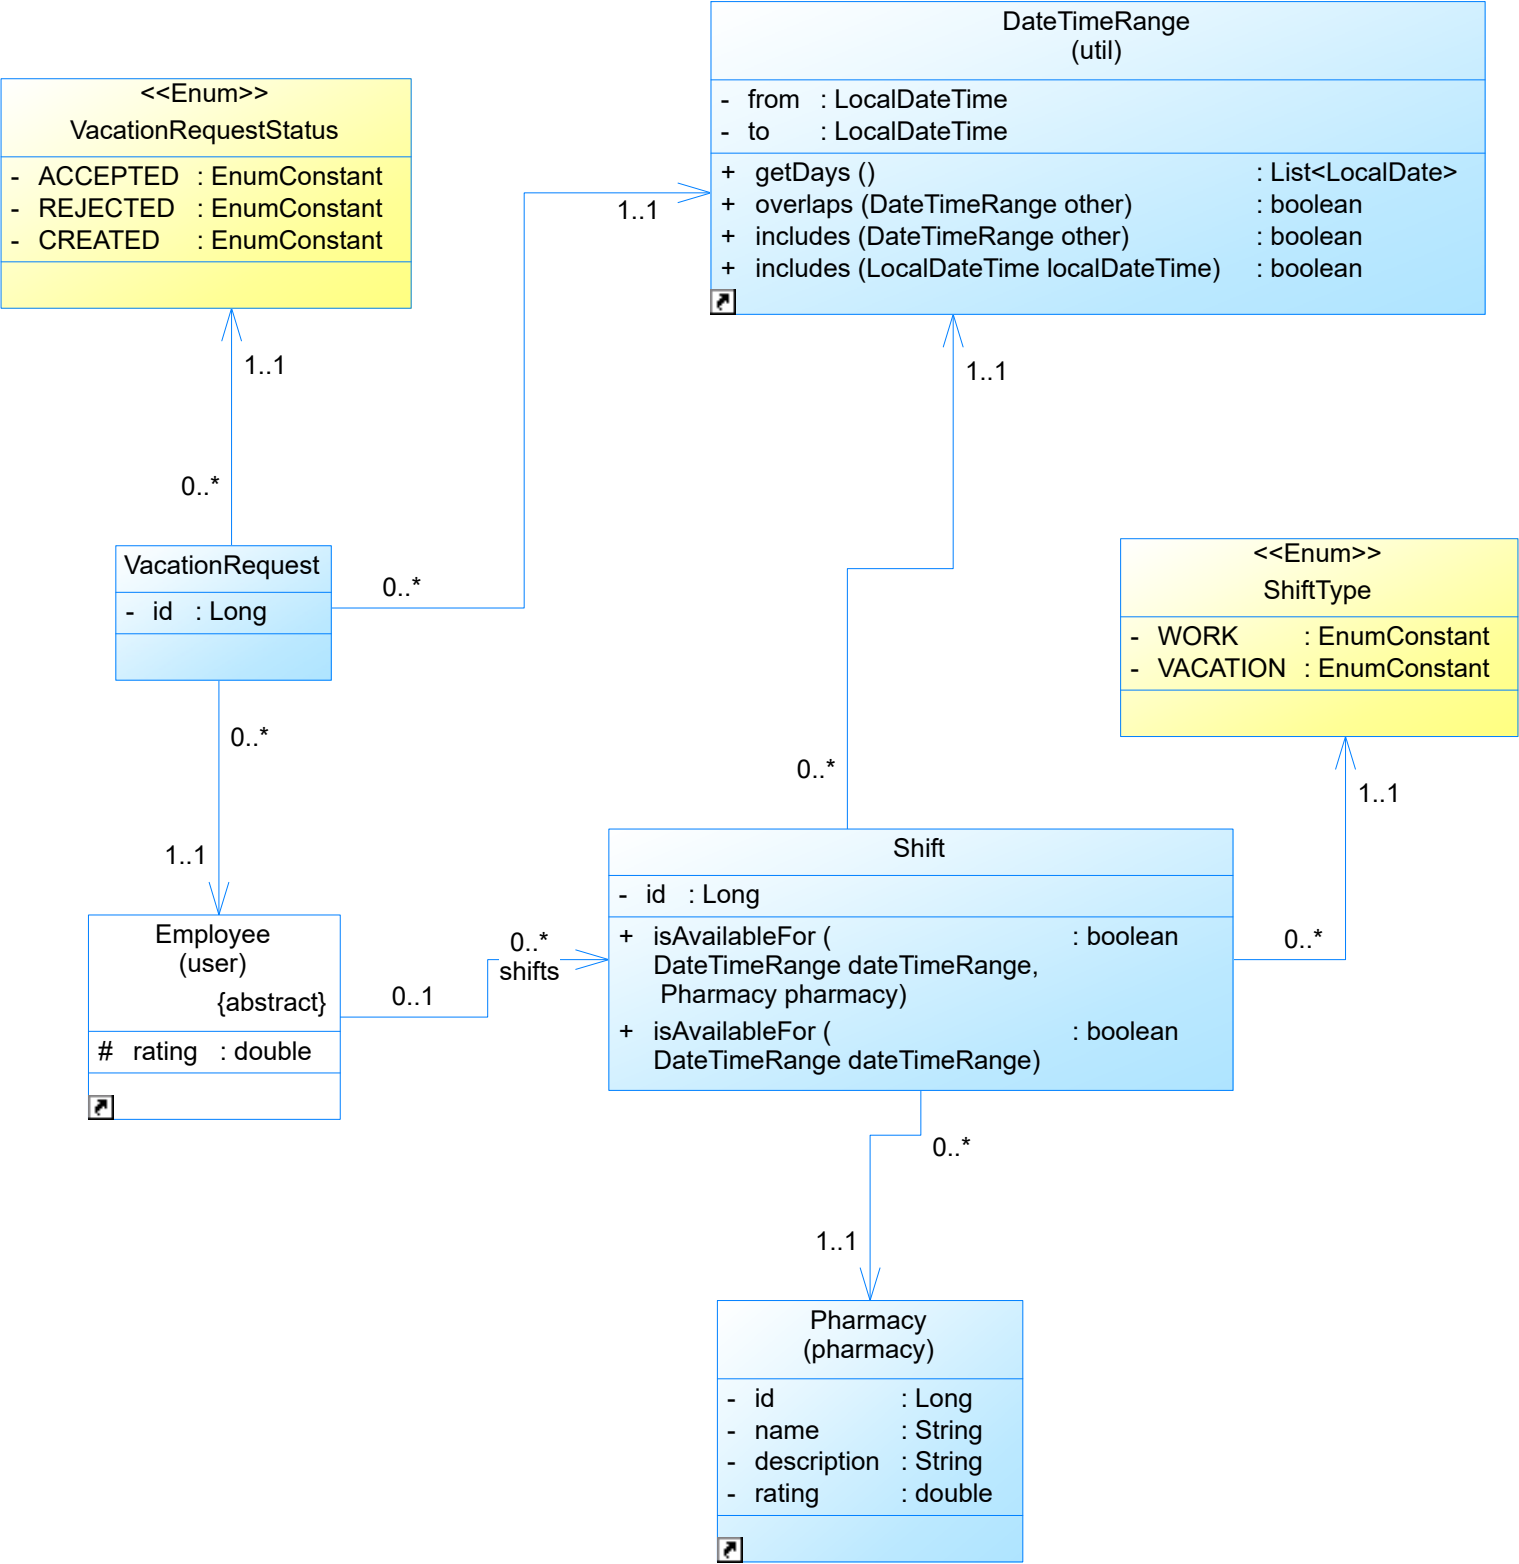 DateTimeRange
(util)
- from : LocalDateTime
- to : LocalDateTime
+ getDays () : List<LocalDate>
+ overlaps (DateTimeRange other) : boolean
+ includes (DateTimeRange other) : boolean
+ includes (LocalDateTime localDateTime) : boolean
<<Enum>>
VacationRequestStatus
- ACCEPTED : EnumConstant
- REJECTED : EnumConstant
- CREATED : EnumConstant
1..1
1..1
1..1
0..*
VacationRequest
- id : Long
0..*
<<Enum>>
ShiftType
- WORK : EnumConstant
- VACATION : EnumConstant
0..*
0..*
1..1
1..1
Shift
- id : Long
+ isAvailableFor ( : boolean
DateTimeRange dateTimeRange,
Pharmacy pharmacy)
+ isAvailableFor ( : boolean
DateTimeRange dateTimeRange)
Employee
(user)
{abstract}
# rating : double
0..1
0..*
shifts
0..*
0..*
1..1
Pharmacy
(pharmacy)
- id : Long
- name : String
- description : String
- rating : double